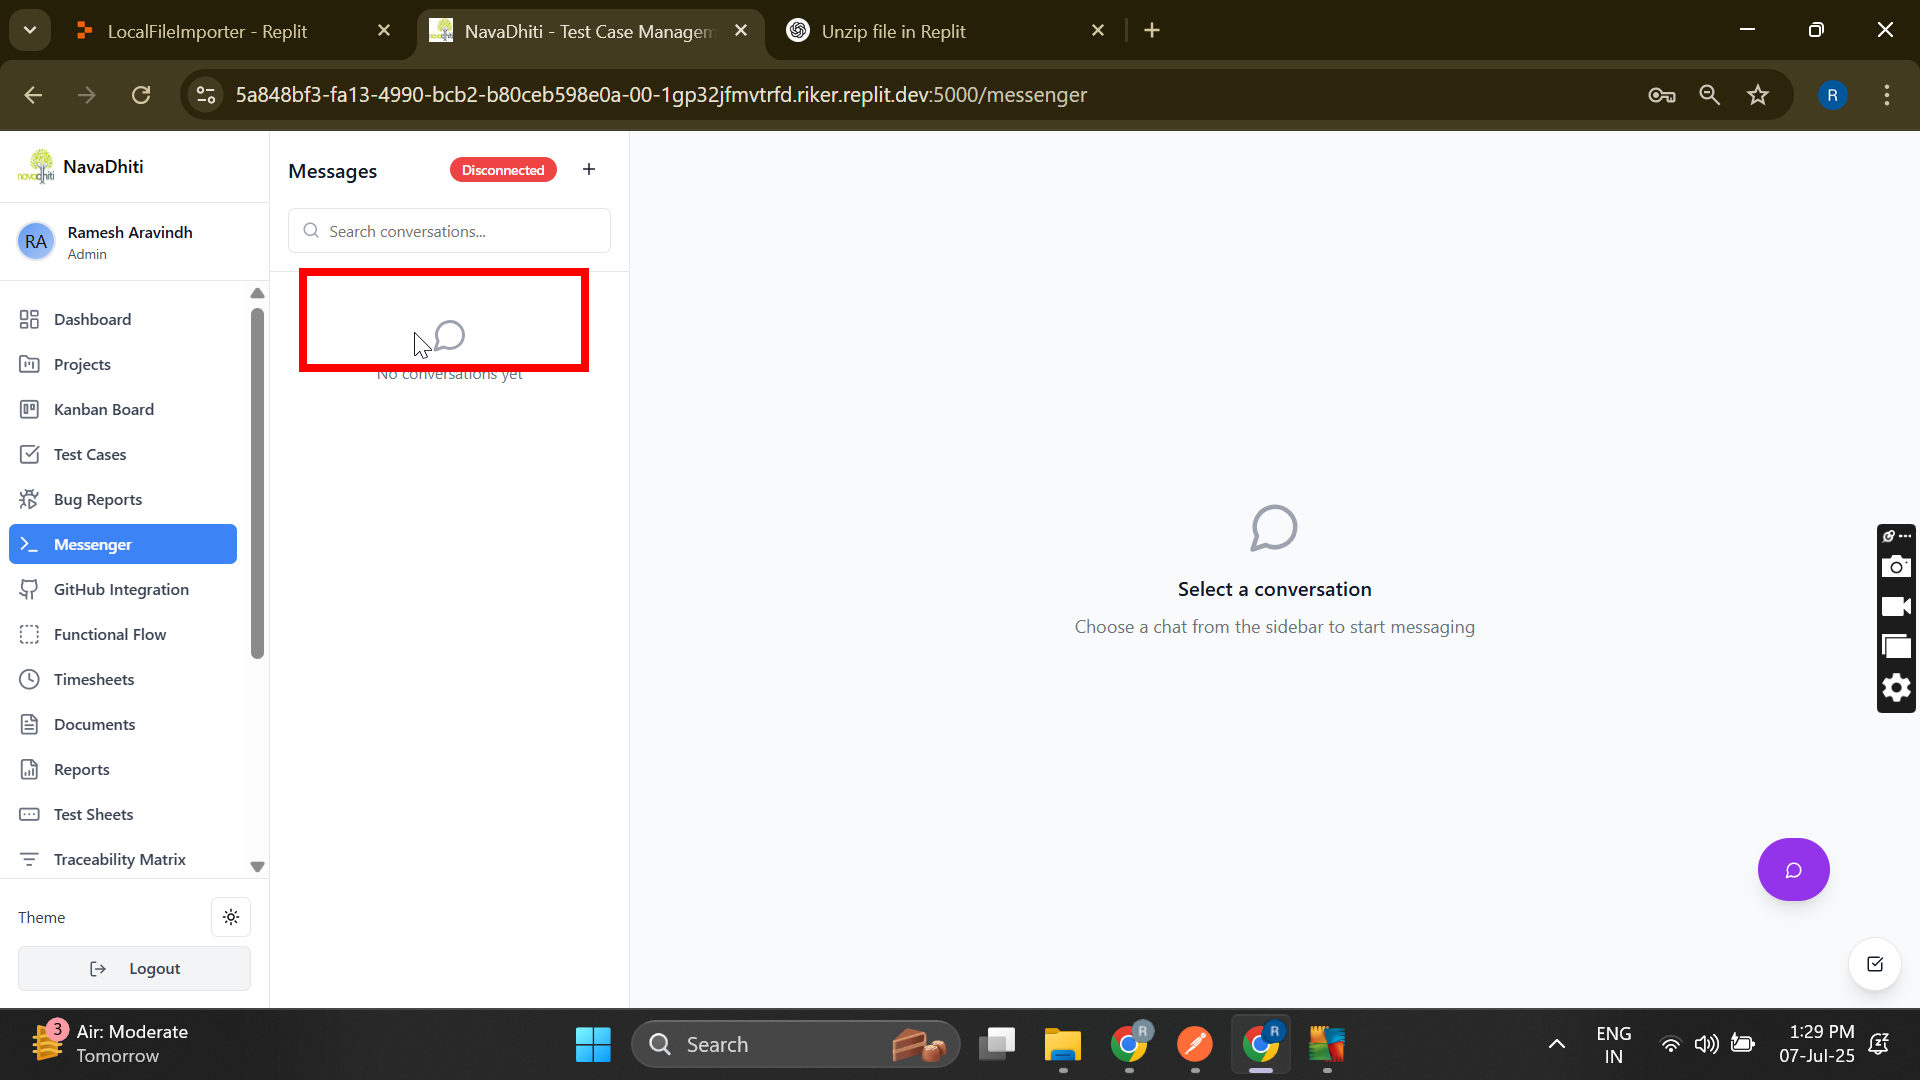 LocalFileImporter - Replit
NavaDhiti - Test Case Managem
Unzip file in Replit
5a848bf3-fa13-4990-bcb2-b80ceb598e0a-00-1gp32jfmvtrfd.riker.replit.dev:5000/messenger
R
NavaDhiti
RA
Ramesh Aravindh
Admin
Dashboard
Projects
Kanban Board
Test Cases
Bug Reports
Messenger
GitHub Integration
Functional Flow
Timesheets
Documents
Reports
Test Sheets
Traceability Matrix
Theme
Logout
Messages
Disconnected
Search conversations...
No conversations yet
Select a conversation
Choose a chat from the sidebar to start messaging
3
Air: Moderate
Tomorrow
Search
R
R
ENG
IN
1:29 PM
07-Jul-25